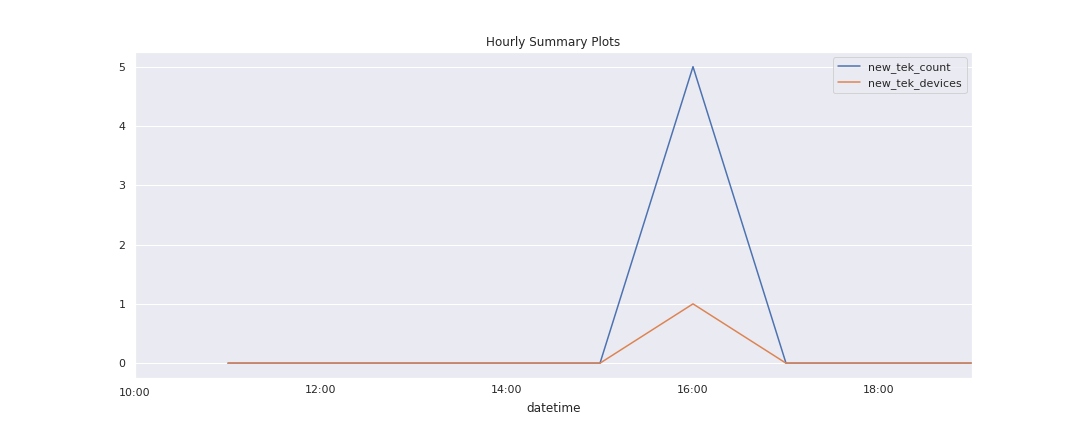 Hourly Summary Plots
new_tek_count
new_tek_devices
5
4
3
2
1
0
10:00 12:00 14:00 16:00 18:00
datetime